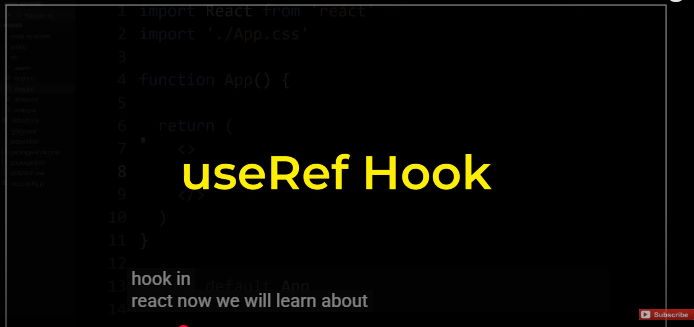 1 import React from 'react'
2 import './App.css'
3
4 function App() {
5
6 return (
7 <>
8
useRef Hook
9 </>
10 )
11 }
12
13 default App
14
hook in
react now we will learn about
Subscribe